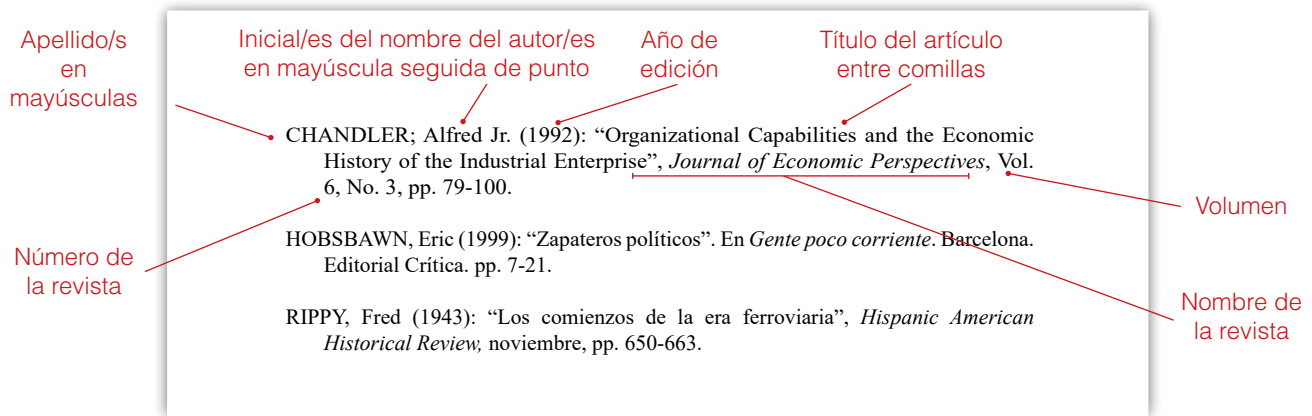 Apellido/s
en
mayúsculas
Inicial/es del nombre del autor/es
en mayúscula seguida de punto
Año de
edición
Título del artículo
entre comillas
CHANDLER; Alfred Jr. (1992): “Organizational Capabilities and the Economic
History of the Industrial Enterprise”, Journal of Economic Perspectives, Vol.
6, No. 3, pp. 79-100.
Volumen
Número de
la revista
HOBSBAWN, Eric (1999): “Zapateros políticos”. En Gente poco corriente. Barcelona.
Editorial Crítica. pp. 7-21.
Nombre de
la revista
RIPPY, Fred (1943): “Los comienzos de la era ferroviaria”, Hispanic American
Historical Review, noviembre, pp. 650-663.